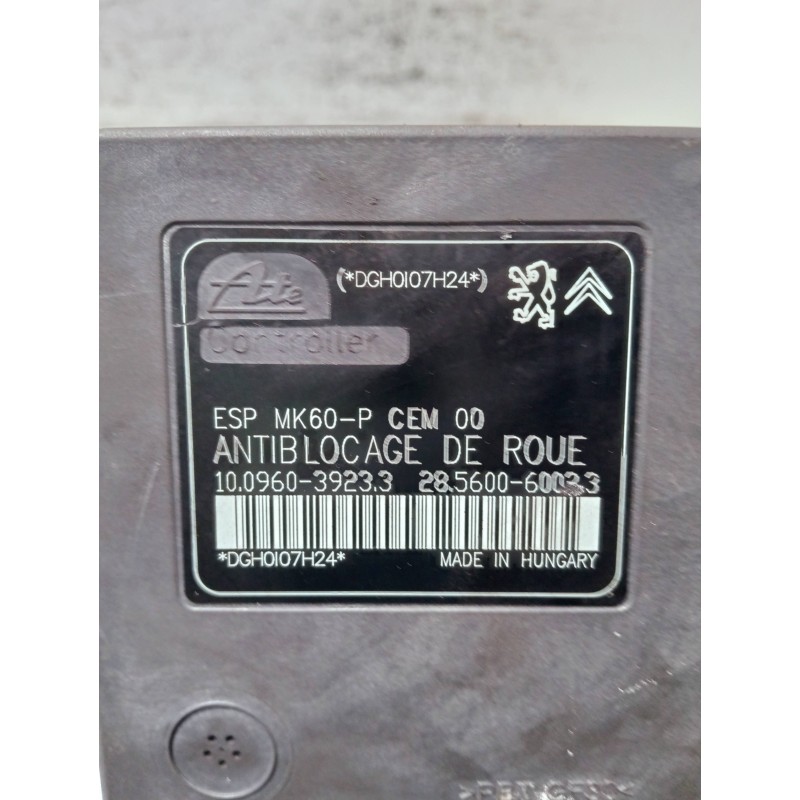 Ate (*DGH0107H24*)
Controller
ESP MK60-P CEM 00
ANTIBLOCAGE DE ROUE
10.0960-3923.3 28.5600-6003.3
*DGH0107H24* MADE IN HUNGARY